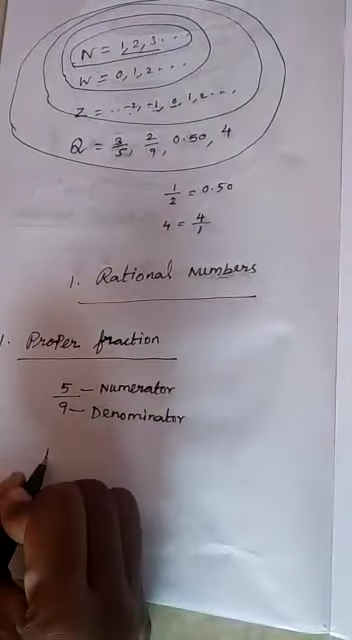 N = 1, 2, 3...
W = 0, 1, 2...
Z = ...-2, -1, 0, 1, 2...
Q = 3/5, 2/9, 0.50, 4
1/2 = 0.50
4 = 4/1
1. Rational Numbers
1. Proper fraction
5 — Numerator
9 — Denominator